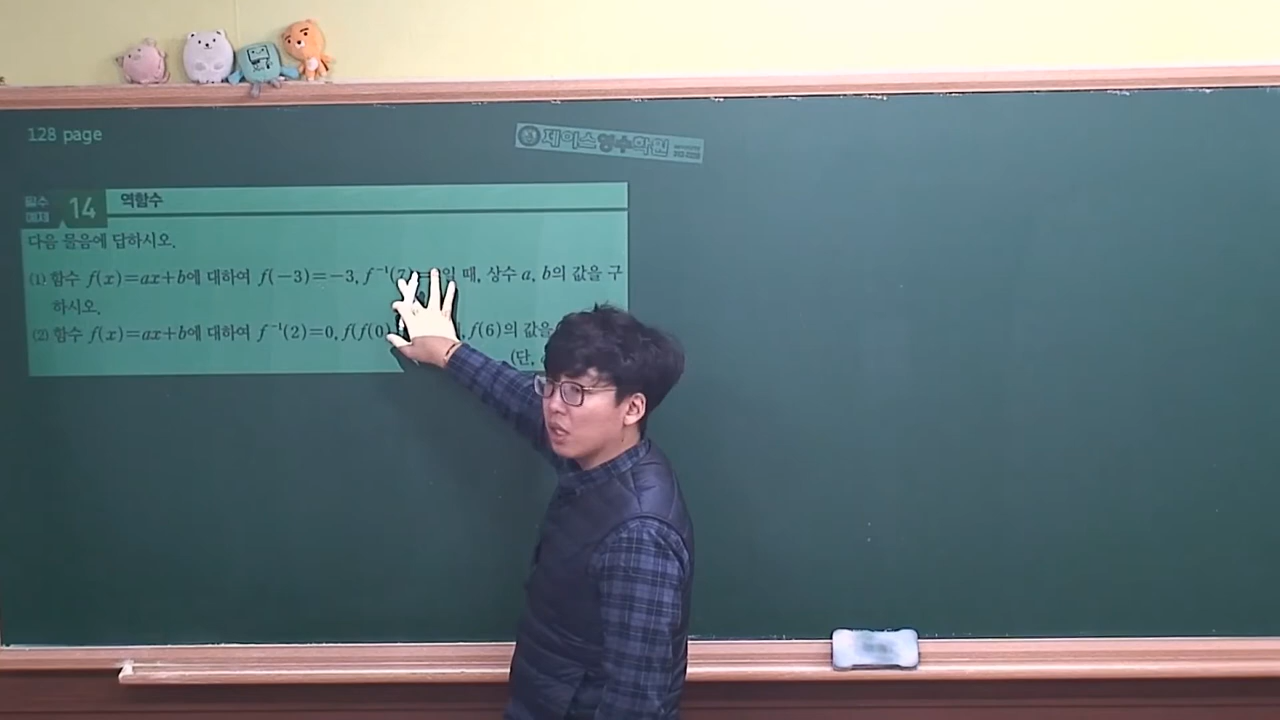 128 page
제이스영수학원
필수 예제 14 역함수
다음 물음에 답하시오.
(1) 함수 f(x)=ax+b에 대하여 f(-3)=-3, f⁻¹(7)= 일 때, 상수 a, b의 값을 구
하시오.
(2) 함수 f(x)=ax+b에 대하여 f⁻¹(2)=0, f(f(0) , f(6)의 값을
(단,